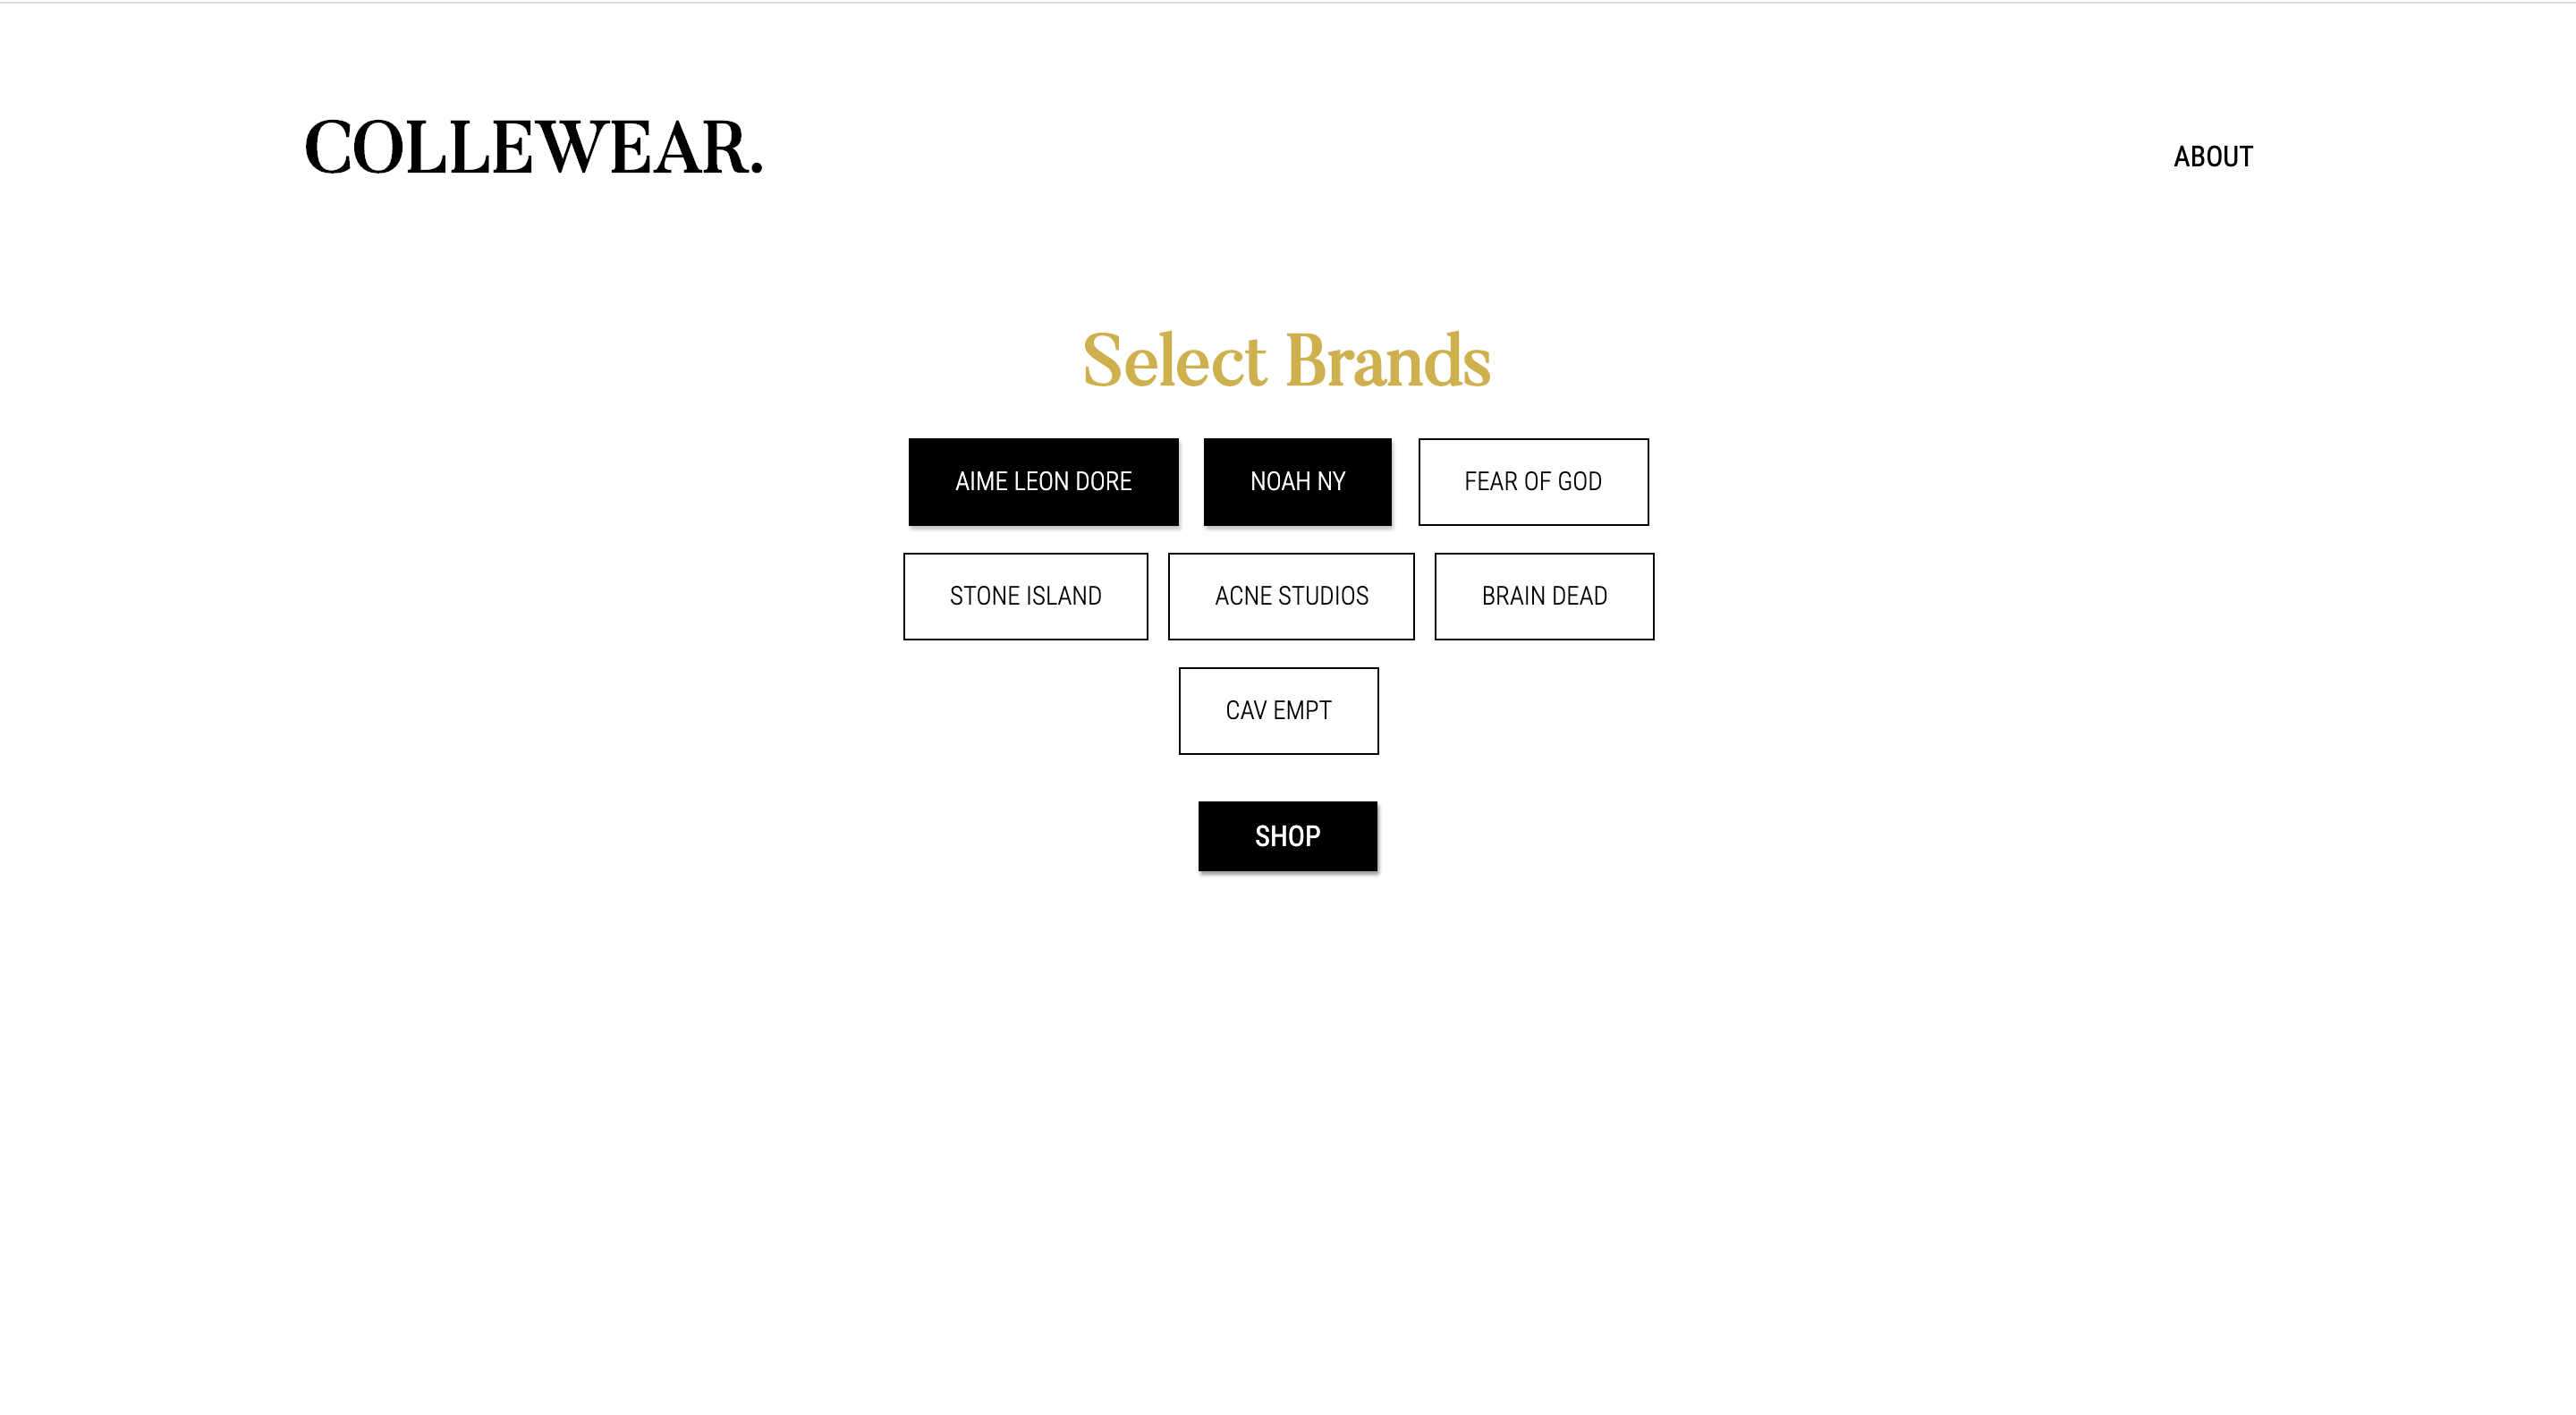 COLLEWEAR.
ABOUT
Select Brands
AIME LEON DORE
NOAH NY
FEAR OF GOD
STONE ISLAND
ACNE STUDIOS
BRAIN DEAD
CAV EMPT
SHOP